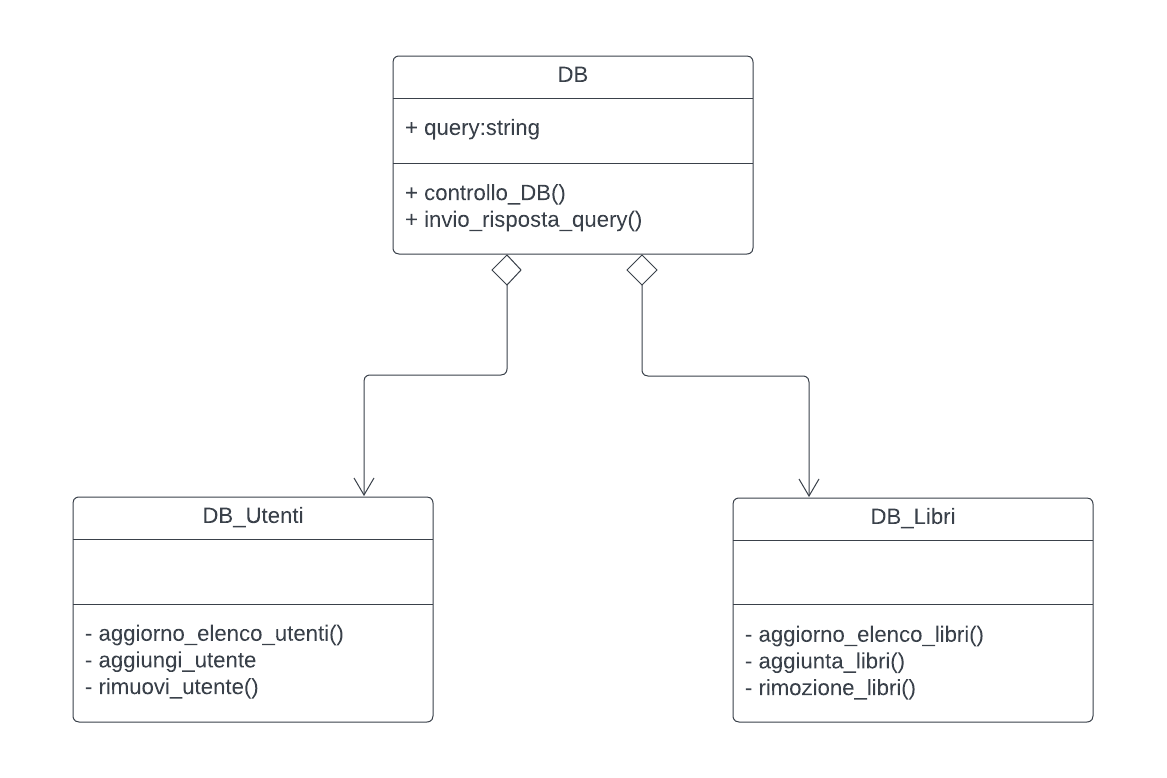 DB
+ query:string
+ controllo_DB()
+ invio_risposta_query()
DB_Utenti
- aggiorno_elenco_utenti()
- aggiungi_utente
- rimuovi_utente()
DB_Libri
- aggiorno_elenco_libri()
- aggiunta_libri()
- rimozione_libri()